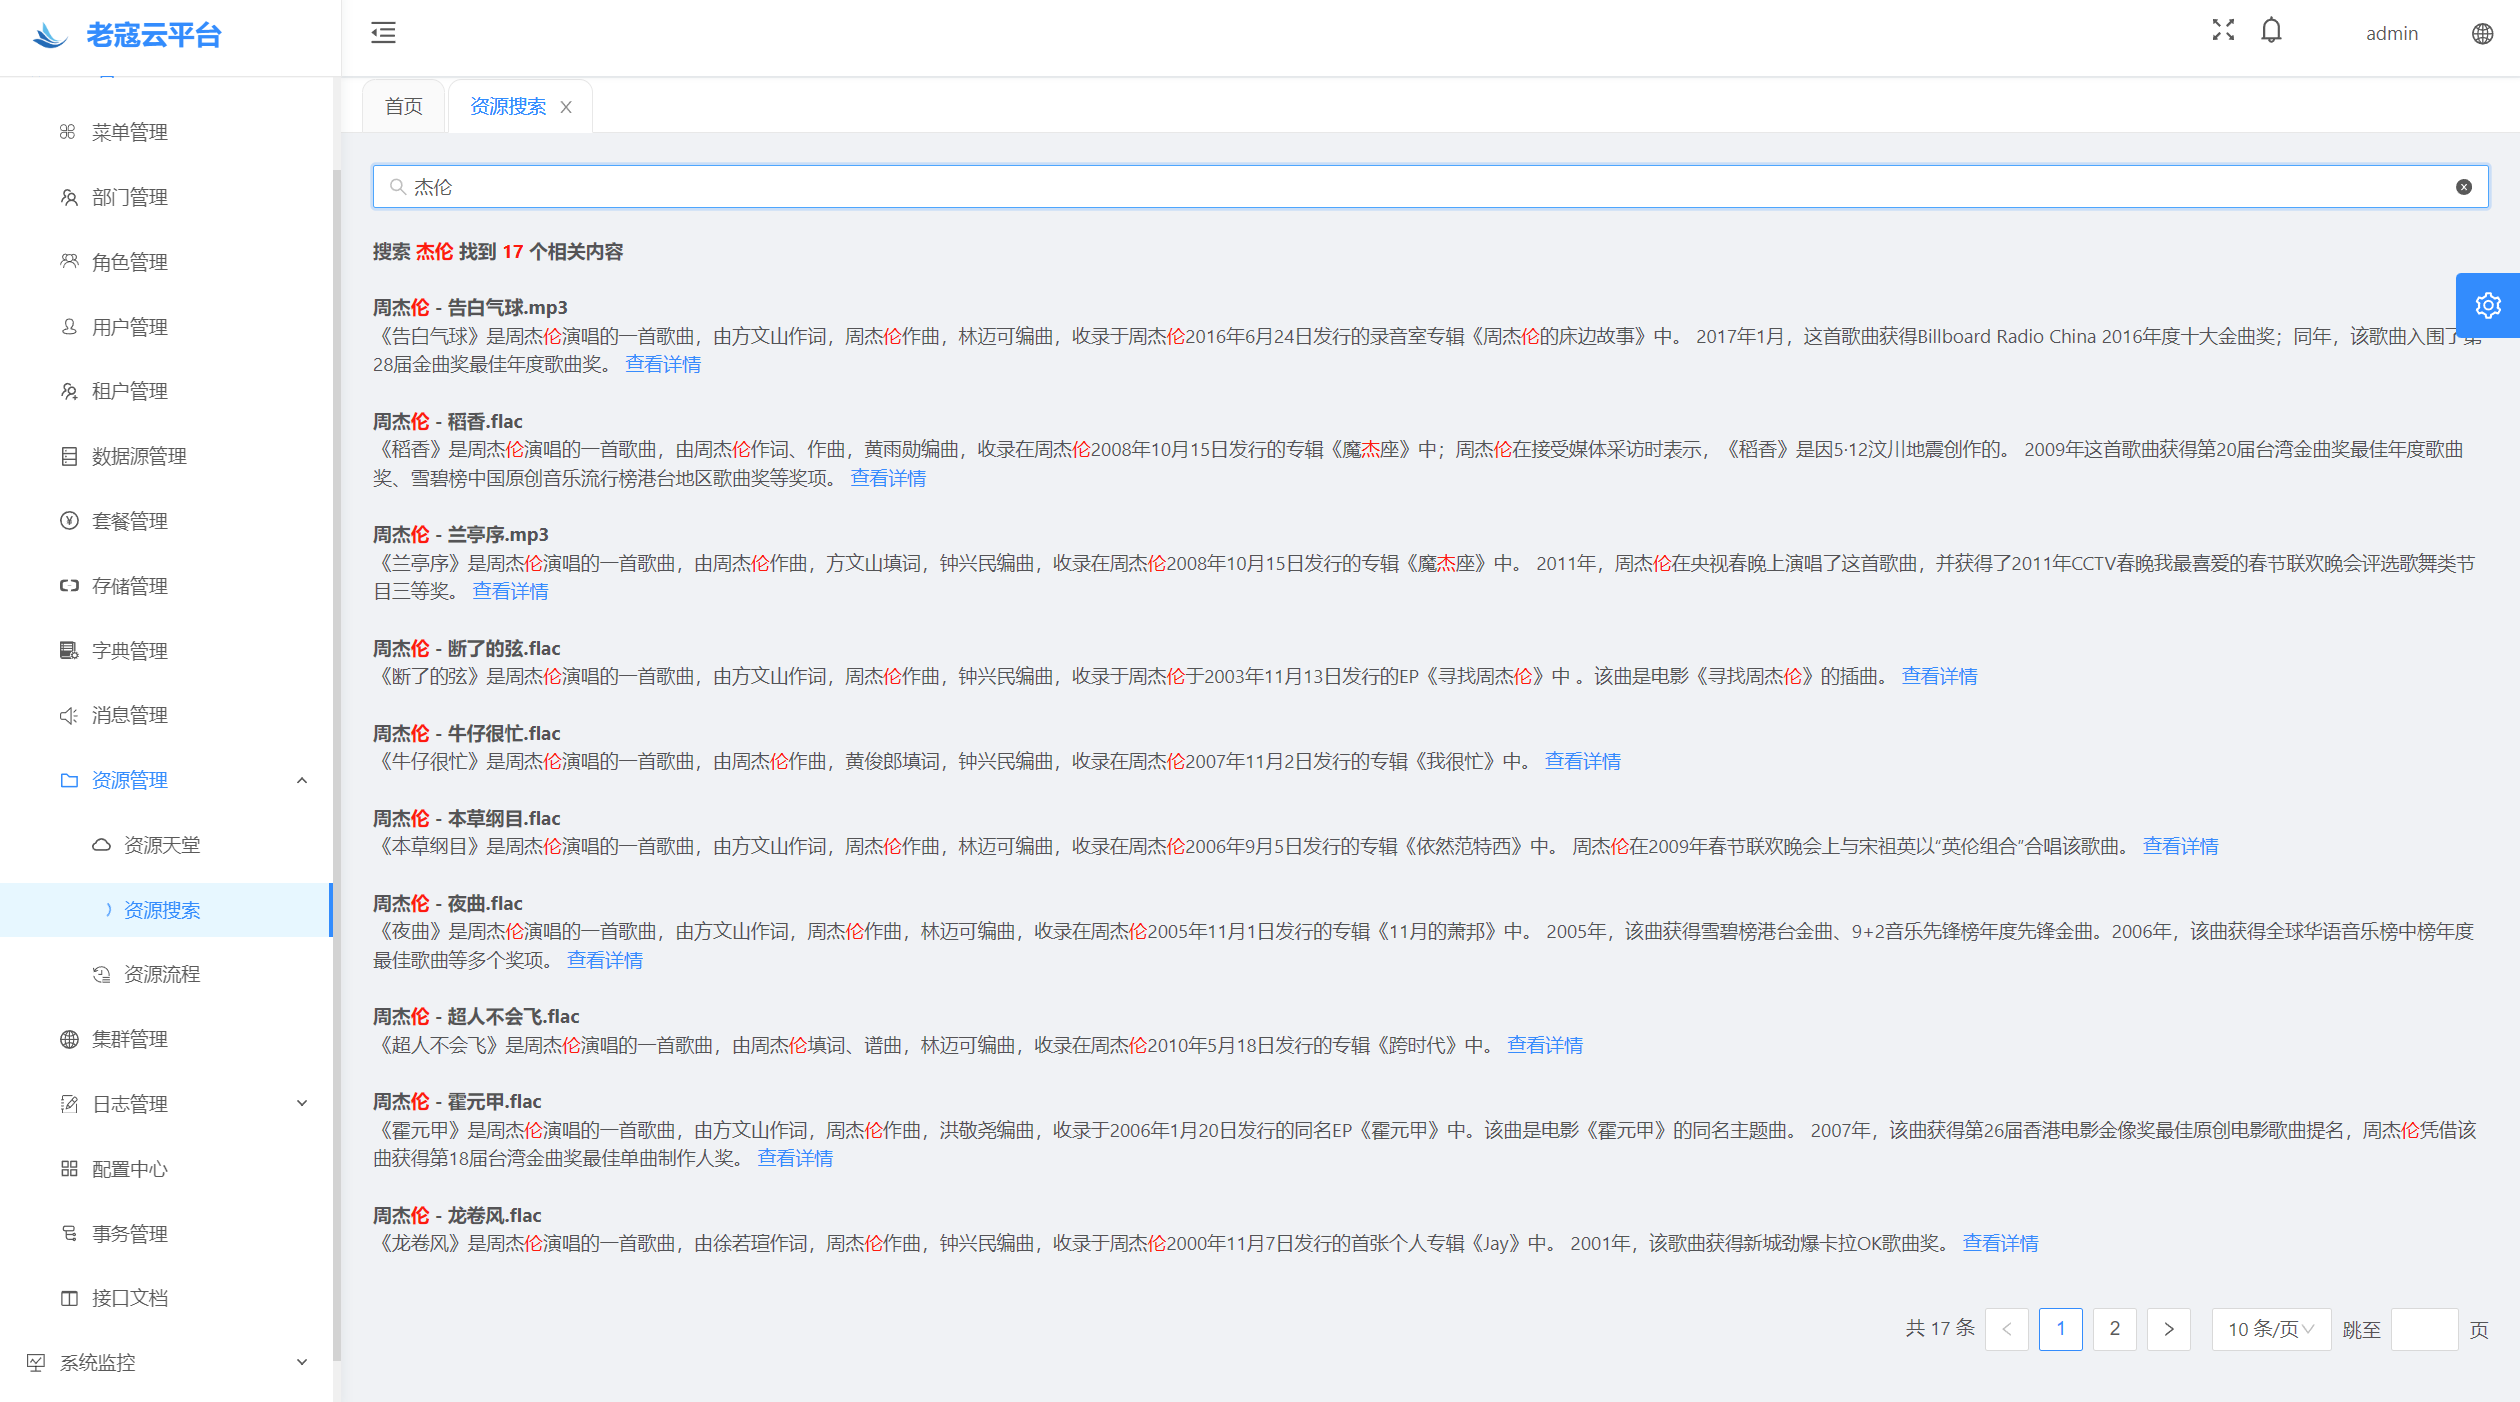 老寇云平台
admin
首页
资源搜索
菜单管理
部门管理
角色管理
用户管理
租户管理
数据源管理
套餐管理
存储管理
字典管理
消息管理
资源管理
资源天堂
资源搜索
资源流程
集群管理
日志管理
配置中心
事务管理
接口文档
系统监控
杰伦
搜索 杰伦 找到 17 个相关内容
周杰伦 - 告白气球.mp3
《告白气球》是周杰伦演唱的一首歌曲，由方文山作词，周杰伦作曲，林迈可编曲，收录于周杰伦2016年6月24日发行的录音室专辑《周杰伦的床边故事》中。 2017年1月，这首歌曲获得Billboard Radio China 2016年度十大金曲奖；同年，该歌曲入围了第
28届金曲奖最佳年度歌曲奖。 查看详情
周杰伦 - 稻香.flac
《稻香》是周杰伦演唱的一首歌曲，由周杰伦作词、作曲，黄雨勋编曲，收录在周杰伦2008年10月15日发行的专辑《魔杰座》中；周杰伦在接受媒体采访时表示，《稻香》是因5·12汶川地震创作的。 2009年这首歌曲获得第20届台湾金曲奖最佳年度歌曲
奖、雪碧榜中国原创音乐流行榜港台地区歌曲奖等奖项。 查看详情
周杰伦 - 兰亭序.mp3
《兰亭序》是周杰伦演唱的一首歌曲，由周杰伦作曲，方文山填词，钟兴民编曲，收录在周杰伦2008年10月15日发行的专辑《魔杰座》中。 2011年，周杰伦在央视春晚上演唱了这首歌曲，并获得了2011年CCTV春晚我最喜爱的春节联欢晚会评选歌舞类节
目三等奖。 查看详情
周杰伦 - 断了的弦.flac
《断了的弦》是周杰伦演唱的一首歌曲，由方文山作词，周杰伦作曲，钟兴民编曲，收录于周杰伦于2003年11月13日发行的EP《寻找周杰伦》中 。该曲是电影《寻找周杰伦》的插曲。 查看详情
周杰伦 - 牛仔很忙.flac
《牛仔很忙》是周杰伦演唱的一首歌曲，由周杰伦作曲，黄俊郎填词，钟兴民编曲，收录在周杰伦2007年11月2日发行的专辑《我很忙》中。 查看详情
周杰伦 - 本草纲目.flac
《本草纲目》是周杰伦演唱的一首歌曲，由方文山作词，周杰伦作曲，林迈可编曲，收录在周杰伦2006年9月5日发行的专辑《依然范特西》中。 周杰伦在2009年春节联欢晚会上与宋祖英以“英伦组合”合唱该歌曲。 查看详情
周杰伦 - 夜曲.flac
《夜曲》是周杰伦演唱的一首歌曲，由方文山作词，周杰伦作曲，林迈可编曲，收录在周杰伦2005年11月1日发行的专辑《11月的萧邦》中。 2005年，该曲获得雪碧榜港台金曲、9+2音乐先锋榜年度先锋金曲。2006年，该曲获得全球华语音乐榜中榜年度
最佳歌曲等多个奖项。 查看详情
周杰伦 - 超人不会飞.flac
《超人不会飞》是周杰伦演唱的一首歌曲，由周杰伦填词、谱曲，林迈可编曲，收录在周杰伦2010年5月18日发行的专辑《跨时代》中。 查看详情
周杰伦 - 霍元甲.flac
《霍元甲》是周杰伦演唱的一首歌曲，由方文山作词，周杰伦作曲，洪敬尧编曲，收录于2006年1月20日发行的同名EP《霍元甲》中。该曲是电影《霍元甲》的同名主题曲。 2007年，该曲获得第26届香港电影金像奖最佳原创电影歌曲提名，周杰伦凭借该
曲获得第18届台湾金曲奖最佳单曲制作人奖。 查看详情
周杰伦 - 龙卷风.flac
《龙卷风》是周杰伦演唱的一首歌曲，由徐若瑄作词，周杰伦作曲，钟兴民编曲，收录于周杰伦2000年11月7日发行的首张个人专辑《Jay》中。 2001年，该歌曲获得新城劲爆卡拉OK歌曲奖。 查看详情
共 17 条 1 2 10 条/页 跳至 页